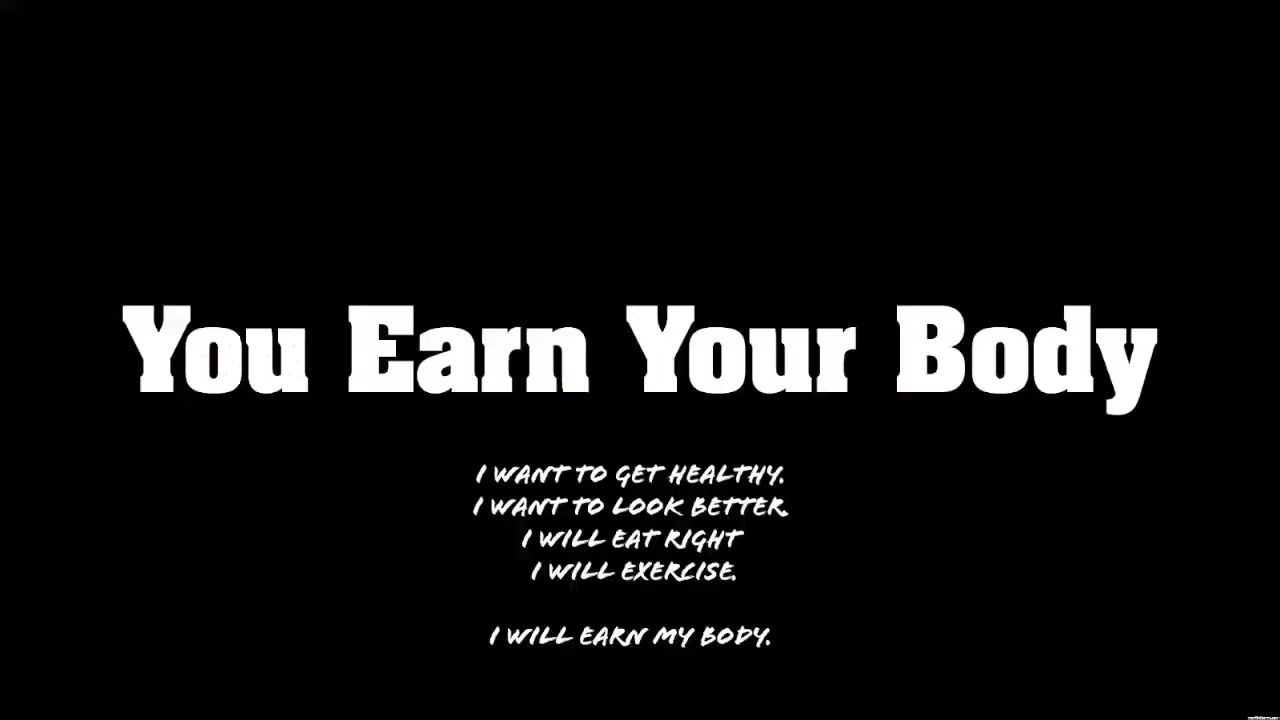 You Earn Your Body
I WANT TO GET HEALTHY.
I WANT TO LOOK BETTER.
I WILL EAT RIGHT
I WILL EXERCISE.
I WILL EARN MY BODY.